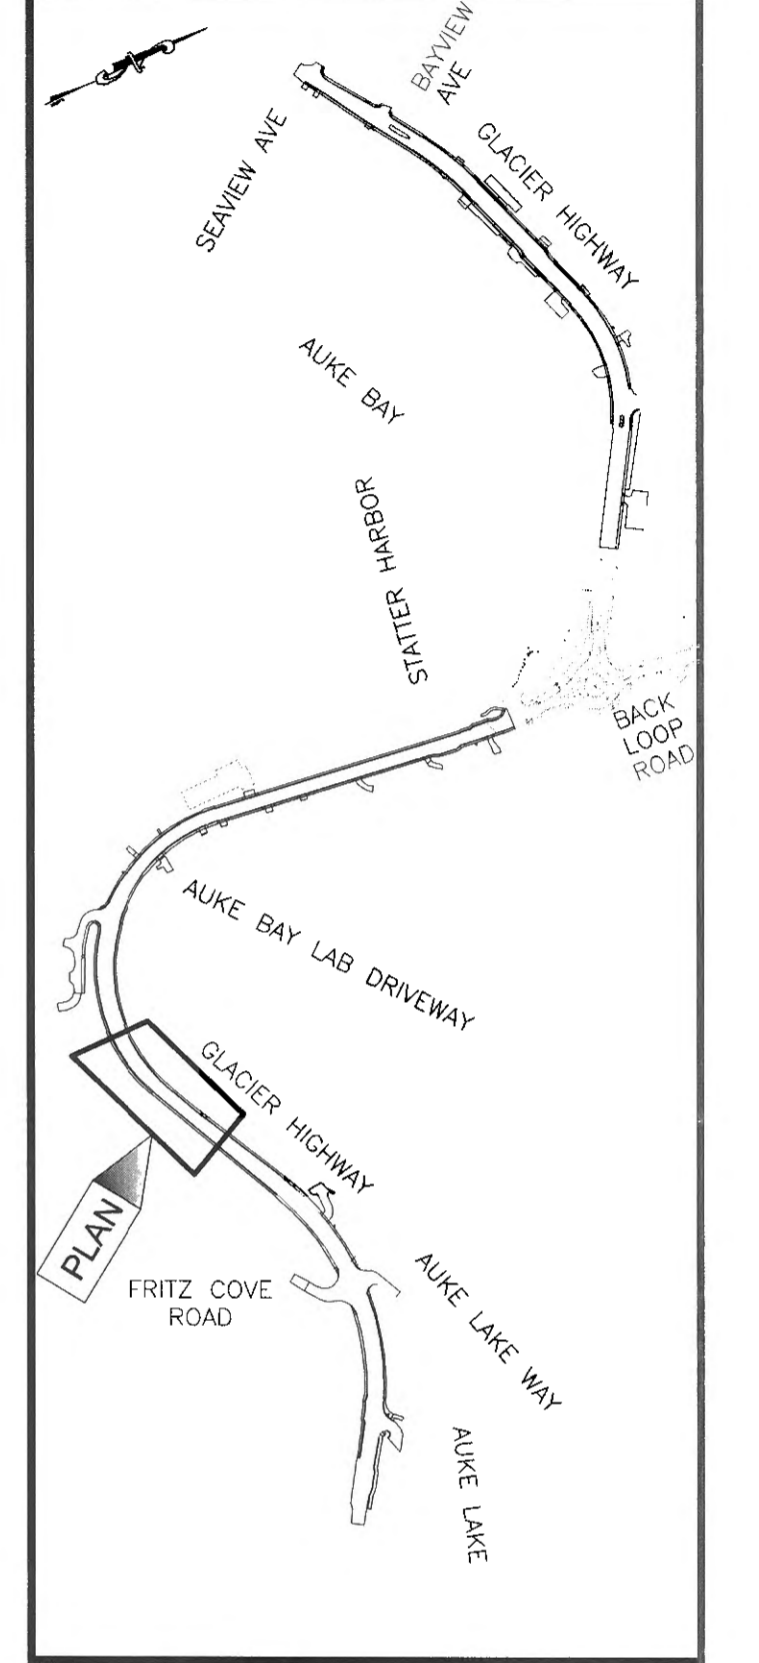 BAYVIEW
AVE
SEAVIEW AVE
GLACIER HIGHWAY
AUKE BAY
STATTER HARBOR
BACK
LOOP
ROAD
AUKE BAY LAB DRIVEWAY
GLACIER HIGHWAY
PLAN
FRITZ COVE
ROAD
AUKE LAKE WAY
AUKE LAKE